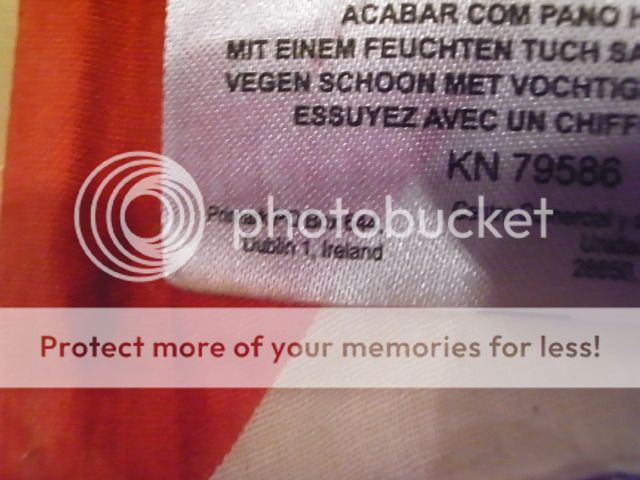 ACABAR COM PANO
MIT EINEM FEUCHTEN TUCH
VEGEN SCHOON MET VOCHTIG
ESSUYEZ AVEC UN CHIFF
KN 79586
Dublin 1, Ireland
photobucket
Protect more of your memories for less!